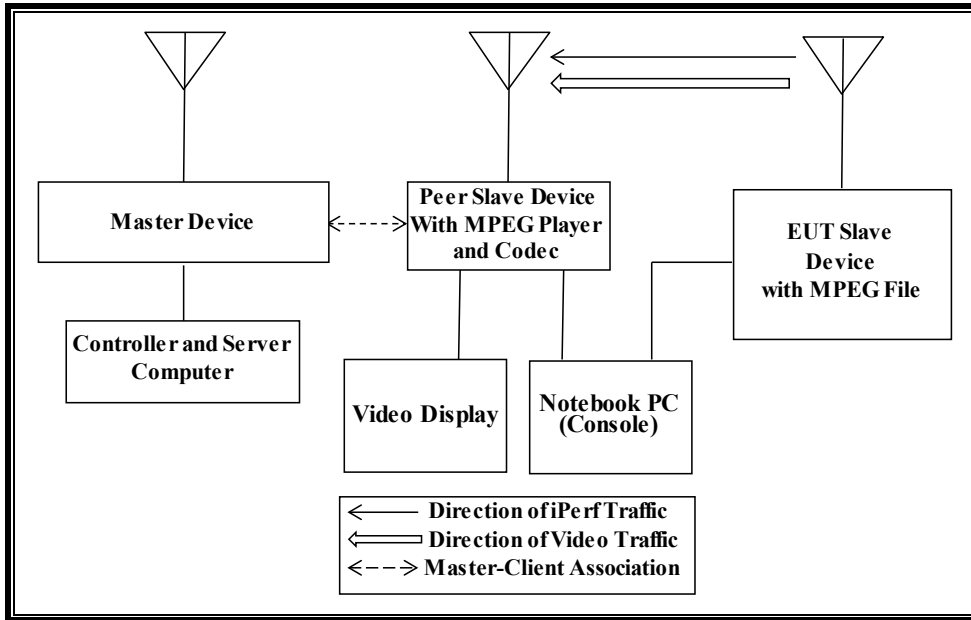 Master Device
Peer Slave Device
With MPEG Player
and Codec
EUT Slave
Device
with MPEG File
Controller and Server
Computer
Video Display
Notebook PC
(Console)
Direction of iPerf Traffic
Direction of Video Traffic
Master-Client Association